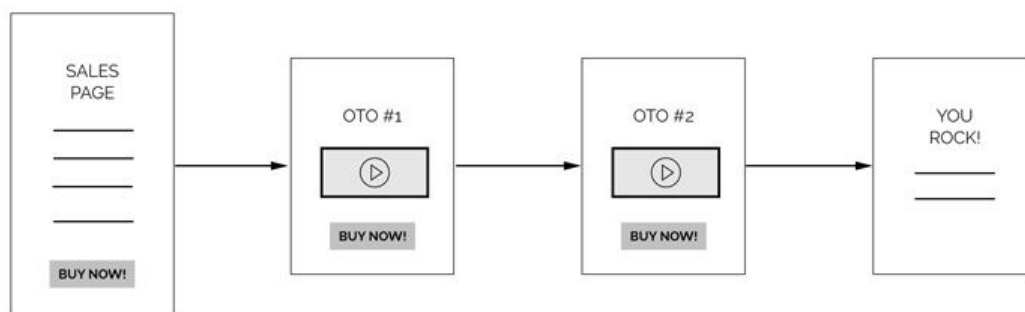 SALES
PAGE
BUY NOW!
OTO #1
BUY NOW!
OTO #2
BUY NOW!
YOU
ROCK!